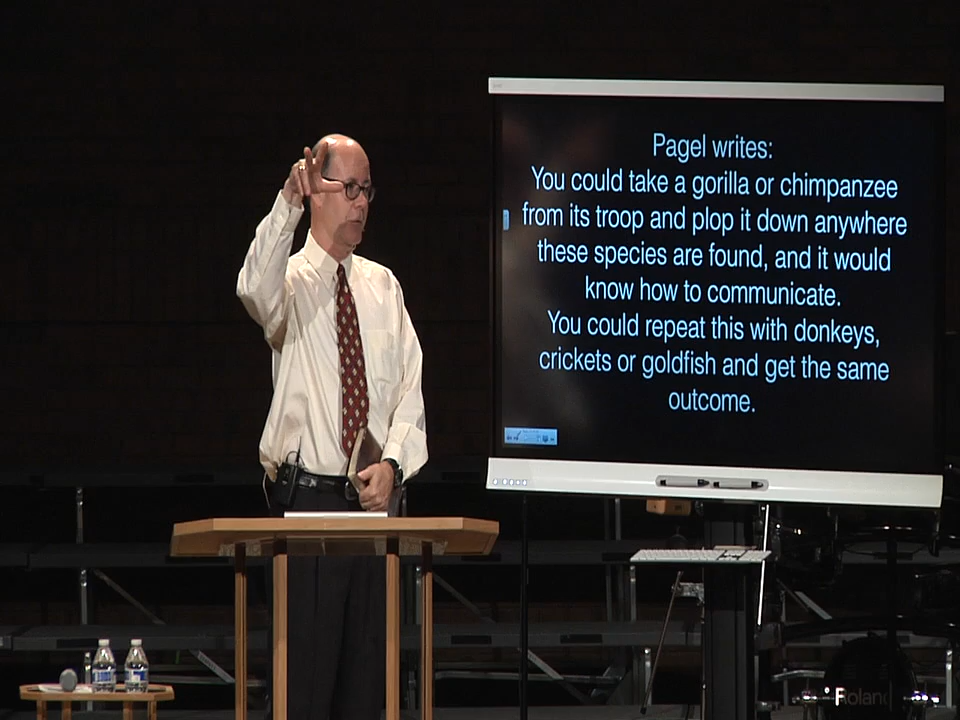 Pagel writes:
You could take a gorilla or chimpanzee
from its troop and plop it down anywhere
these species are found, and it would
know how to communicate.
You could repeat this with donkeys,
crickets or goldfish and get the same
outcome.
Roland